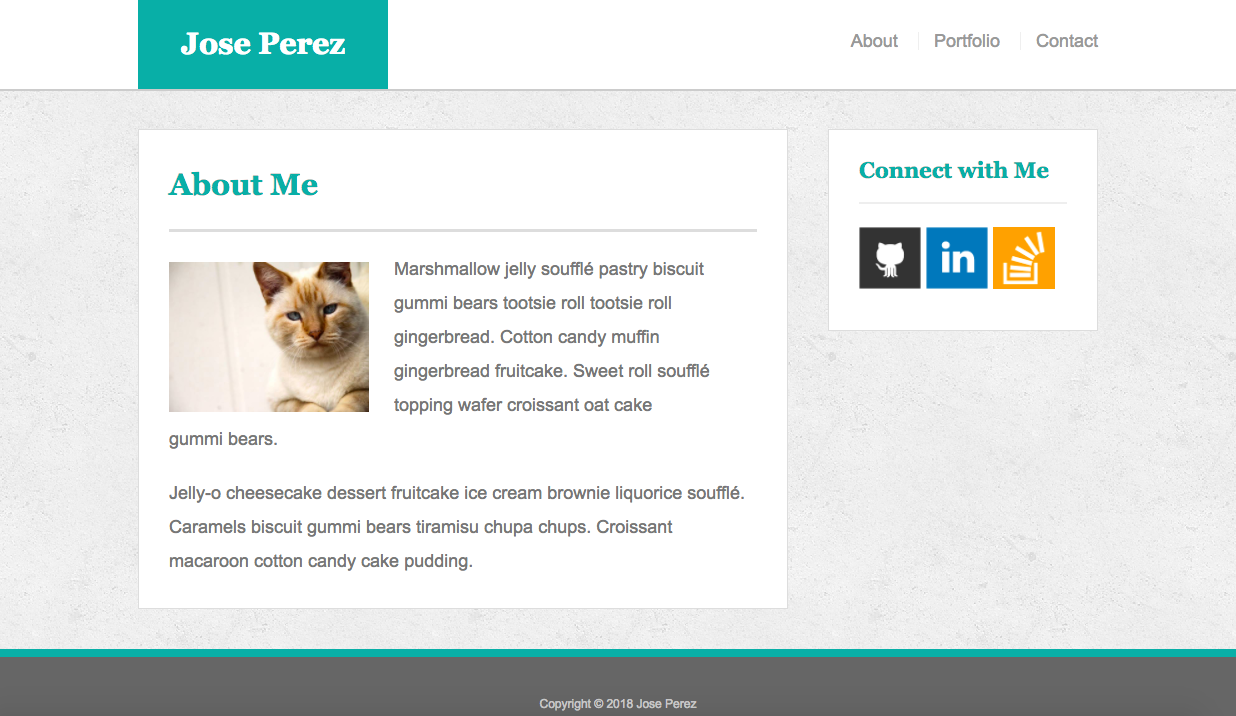 Jose Perez
About
Portfolio
Contact
About Me
Marshmallow jelly soufflé pastry biscuit
gummi bears tootsie roll tootsie roll
gingerbread. Cotton candy muffin
gingerbread fruitcake. Sweet roll soufflé
topping wafer croissant oat cake
gummi bears.
Jelly-o cheesecake dessert fruitcake ice cream brownie liquorice soufflé.
Caramels biscuit gummi bears tiramisu chupa chups. Croissant
macaroon cotton candy cake pudding.
Connect with Me
in
Copyright © 2018 Jose Perez